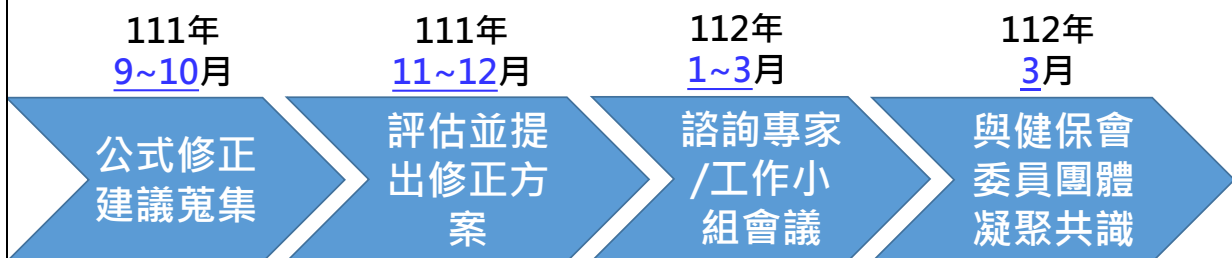 111年
9~10月
公式修正
建議蒐集
111年
11~12月
評估並提
出修正方
案
112年
1~3月
諮詢專家
/工作小
組會議
112年
3月
與健保會
委員團體
凝聚共識